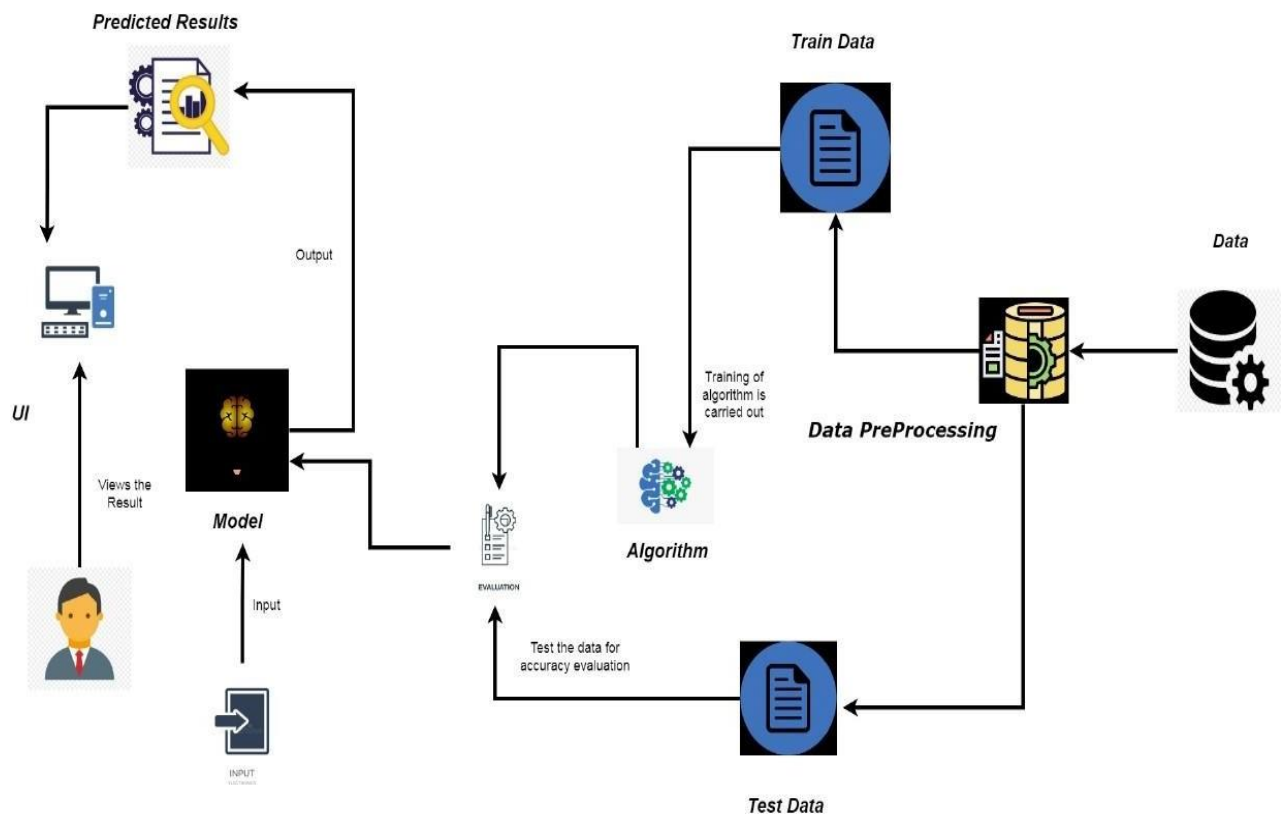 Predicted Results
Train Data
Data
Output
Training of
algorithm is
carried out
UI
Data PreProcessing
Views the
Result
Model
Algorithm
EVALUATION
Input
Test the data for
accuracy evaluation
INPUT
Test Data